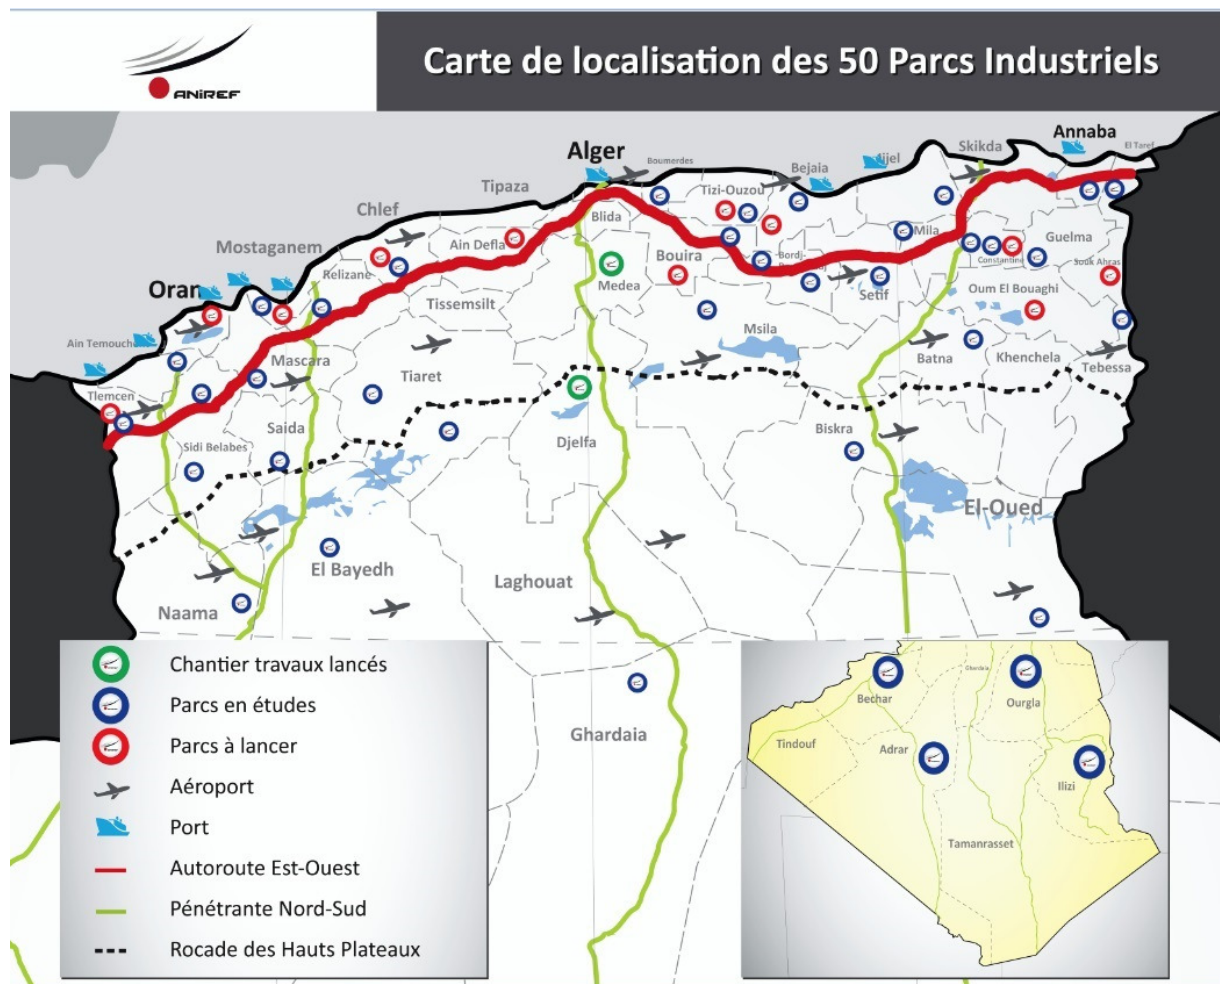 ANIREF
Carte de localisation des 50 Parcs Industriels
Annaba
Alger
Skikda
El Taref
Boumerdes
Bejaia
Jijel
Tipaza
Tizi-Ouzou
Chlef
Blida
Mila
Guelma
Mostaganem
Ain Defla
Bouira
Bordj-
Constantine
Souk Ahras
Relizane
Medea
Setif
Oum El Bouaghi
Oran
Tissemsilt
Msila
Ain Temouchent
Mascara
Batna
Khenchela
Tebessa
Tiaret
Tlemcen
Saida
Biskra
Sidi Belabes
Djelfa
El-Oued
El Bayedh
Laghouat
Naama
Ghardaia
Chantier travaux lancés
Parcs en études
Parcs à lancer
Aéroport
Port
Autoroute Est-Ouest
Pénétrante Nord-Sud
Rocade des Hauts Plateaux
Ghardaia
Bechar
Ourgla
Tindouf
Adrar
Ilizi
Tamanrasset